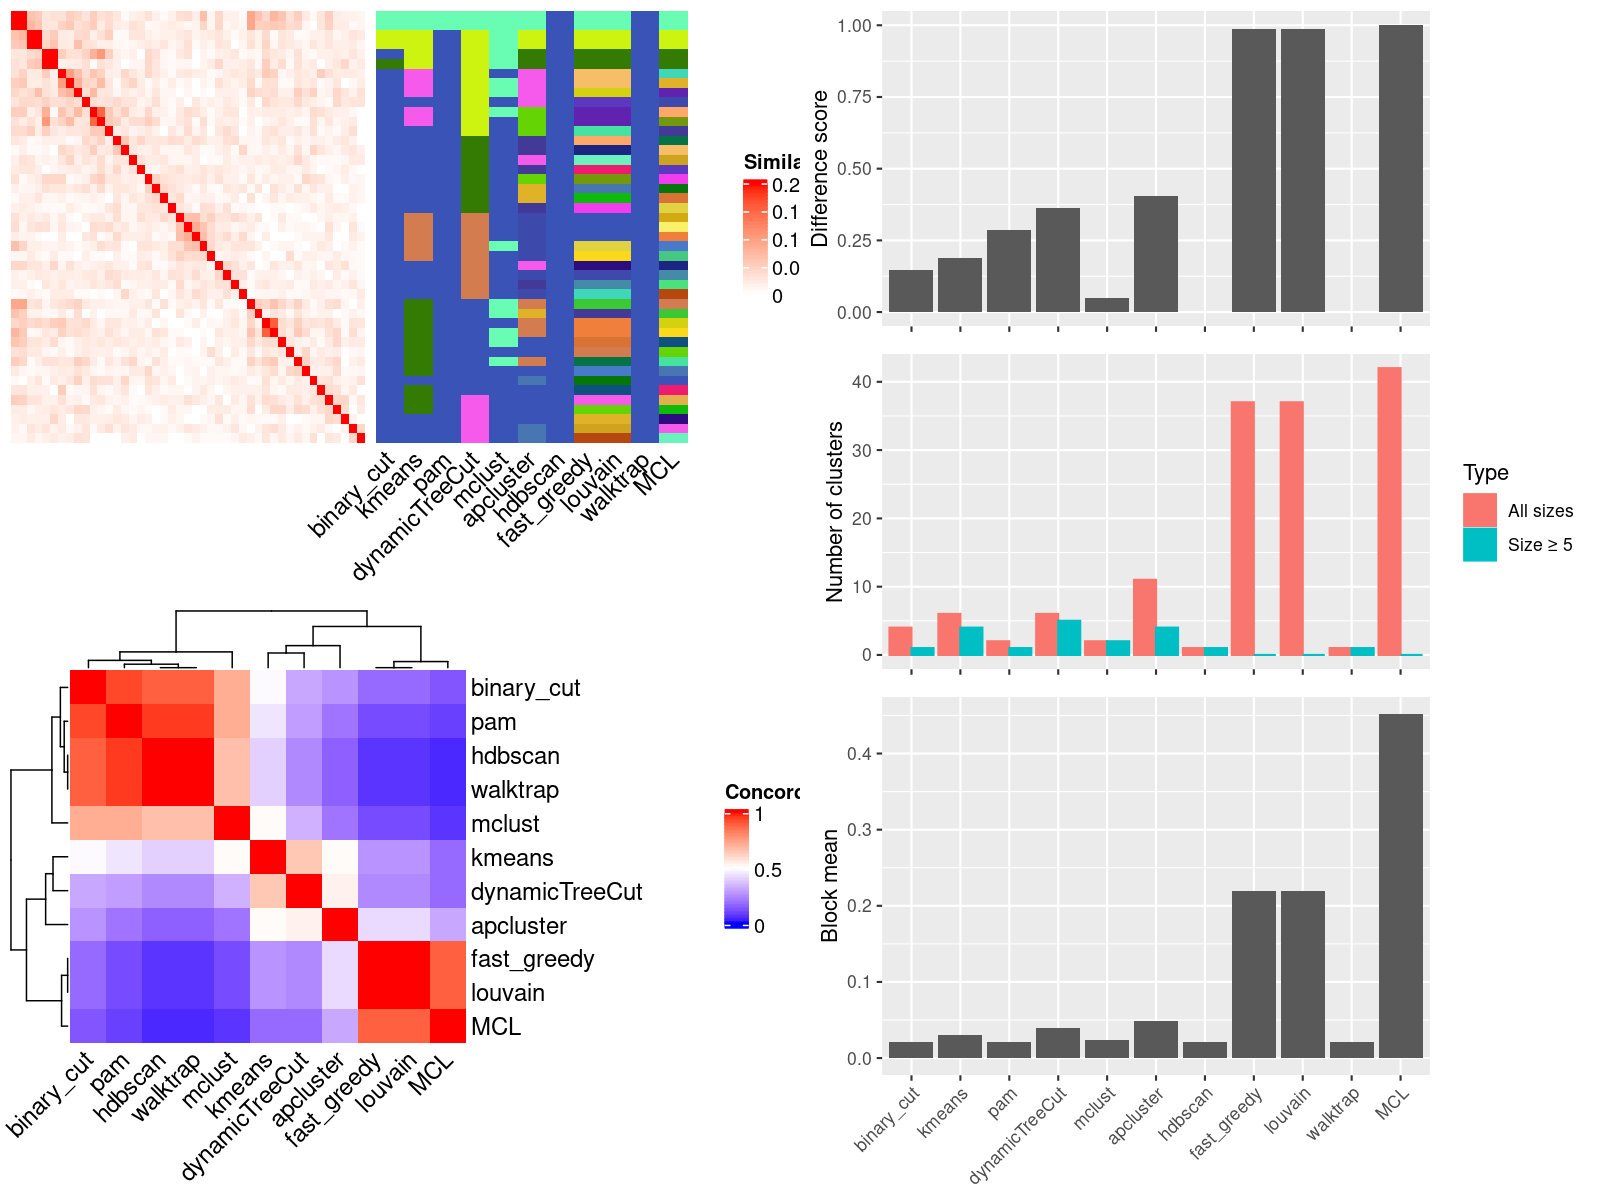 binary_cut
kmeans
pam
dynamicTreeCut
mclust
apcluster
hdbscan
fast_greedy
louvain
walktrap
MCL
Simila
0.2
0.1
0.1
0.0
0
binary_cut
pam
hdbscan
walktrap
mclust
kmeans
dynamicTreeCut
apcluster
fast_greedy
louvain
MCL
binary_cut
pam
hdbscan
walktrap
mclust
kmeans
dynamicTreeCut
apcluster
fast_greedy
louvain
MCL
Concord
1
0.5
0
Difference score
1.00
0.75
0.50
0.25
0.00
Number of clusters
40
30
20
10
0
Type
All sizes
Size ≥ 5
Block mean
0.4
0.3
0.2
0.1
0.0
binary_cut
kmeans
pam
dynamicTreeCut
mclust
apcluster
hdbscan
fast_greedy
louvain
walktrap
MCL